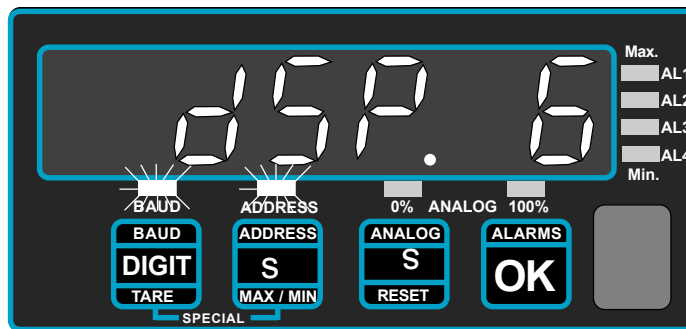 dSP. 6
Max.
AL1
AL2
AL3
AL4
Min.
BAUD ADDRESS 0% ANALOG 100%
BAUD ADDRESS ANALOG ALARMS
DIGIT S S OK
TARE MAX / MIN RESET
SPECIAL